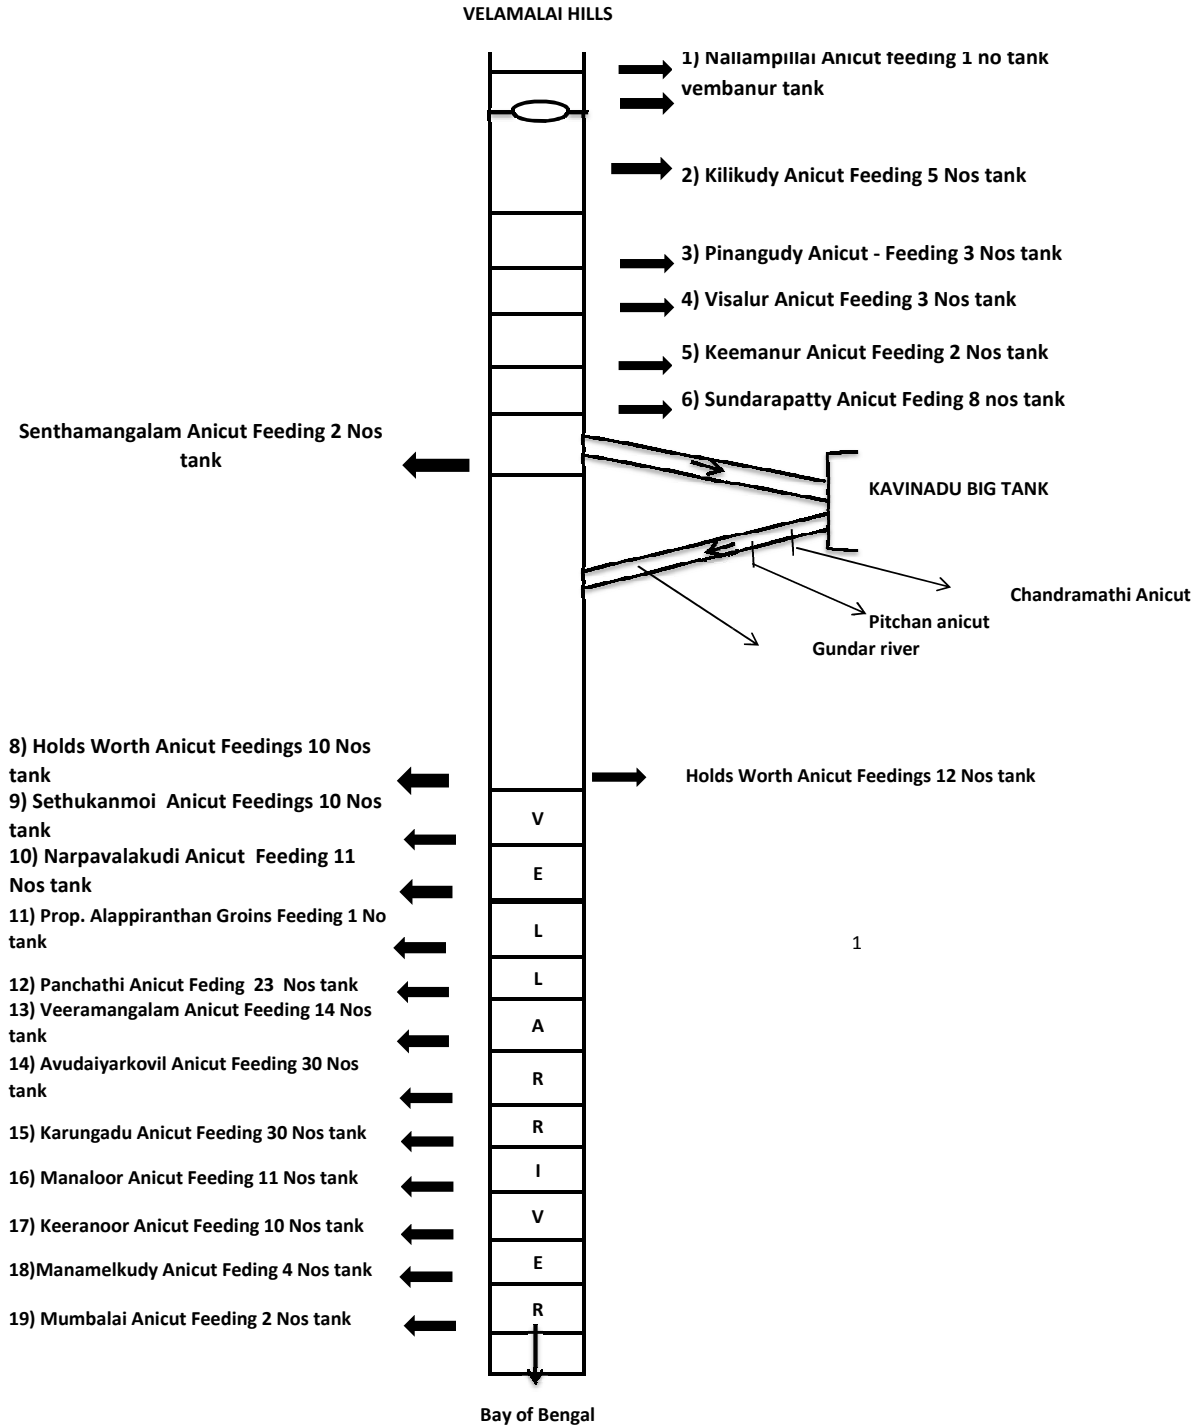 VELAMALAI HILLS
1) Nallampillai Anicut feeding 1 no tank
vembanur tank
2) Kilikudy Anicut Feeding 5 Nos tank
3) Pinangudy Anicut - Feeding 3 Nos tank
4) Visalur Anicut Feeding 3 Nos tank
5) Keemanur Anicut Feeding 2 Nos tank
6) Sundarapatty Anicut Feding 8 nos tank
Senthamangalam Anicut Feeding 2 Nos
tank
KAVINADU BIG TANK
Chandramathi Anicut
Pitchan anicut
Gundar river
8) Holds Worth Anicut Feedings 10 Nos
tank
Holds Worth Anicut Feedings 12 Nos tank
9) Sethukanmoi  Anicut Feedings 10 Nos
tank
10) Narpavalakudi Anicut  Feeding 11
Nos tank
11) Prop. Alappiranthan Groins Feeding 1 No
tank
12) Panchathi Anicut Feding  23  Nos tank
13) Veeramangalam Anicut Feeding 14 Nos
tank
14) Avudaiyarkovil Anicut Feeding 30 Nos
tank
15) Karungadu Anicut Feeding 30 Nos tank
16) Manaloor Anicut Feeding 11 Nos tank
17) Keeranoor Anicut Feeding 10 Nos tank
18)Manamelkudy Anicut Feding 4 Nos tank
19) Mumbalai Anicut Feeding 2 Nos tank
V
E
L
L
A
R
R
I
V
E
R
1
Bay of Bengal